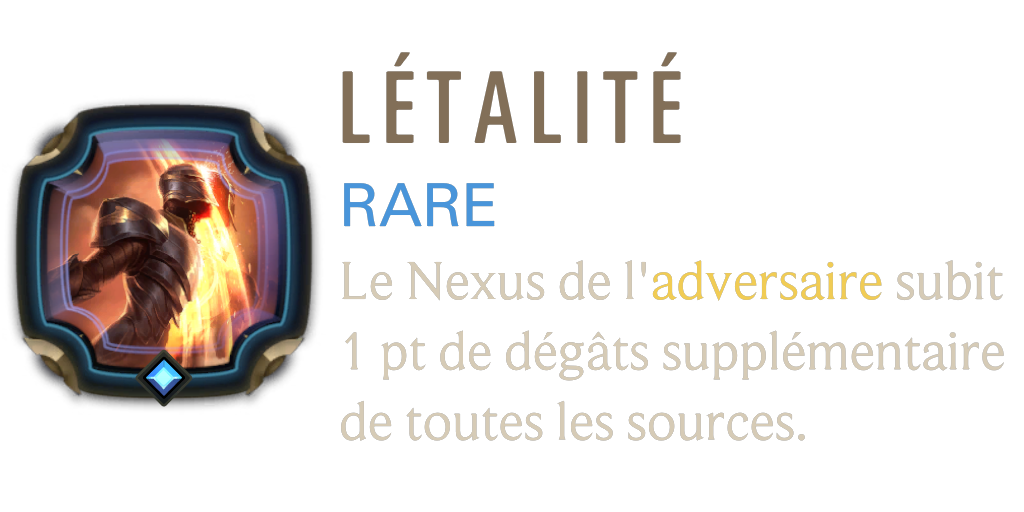 LÉTALITÉ
RARE
Le Nexus de l'adversaire subit
1 pt de dégâts supplémentaire
de toutes les sources.